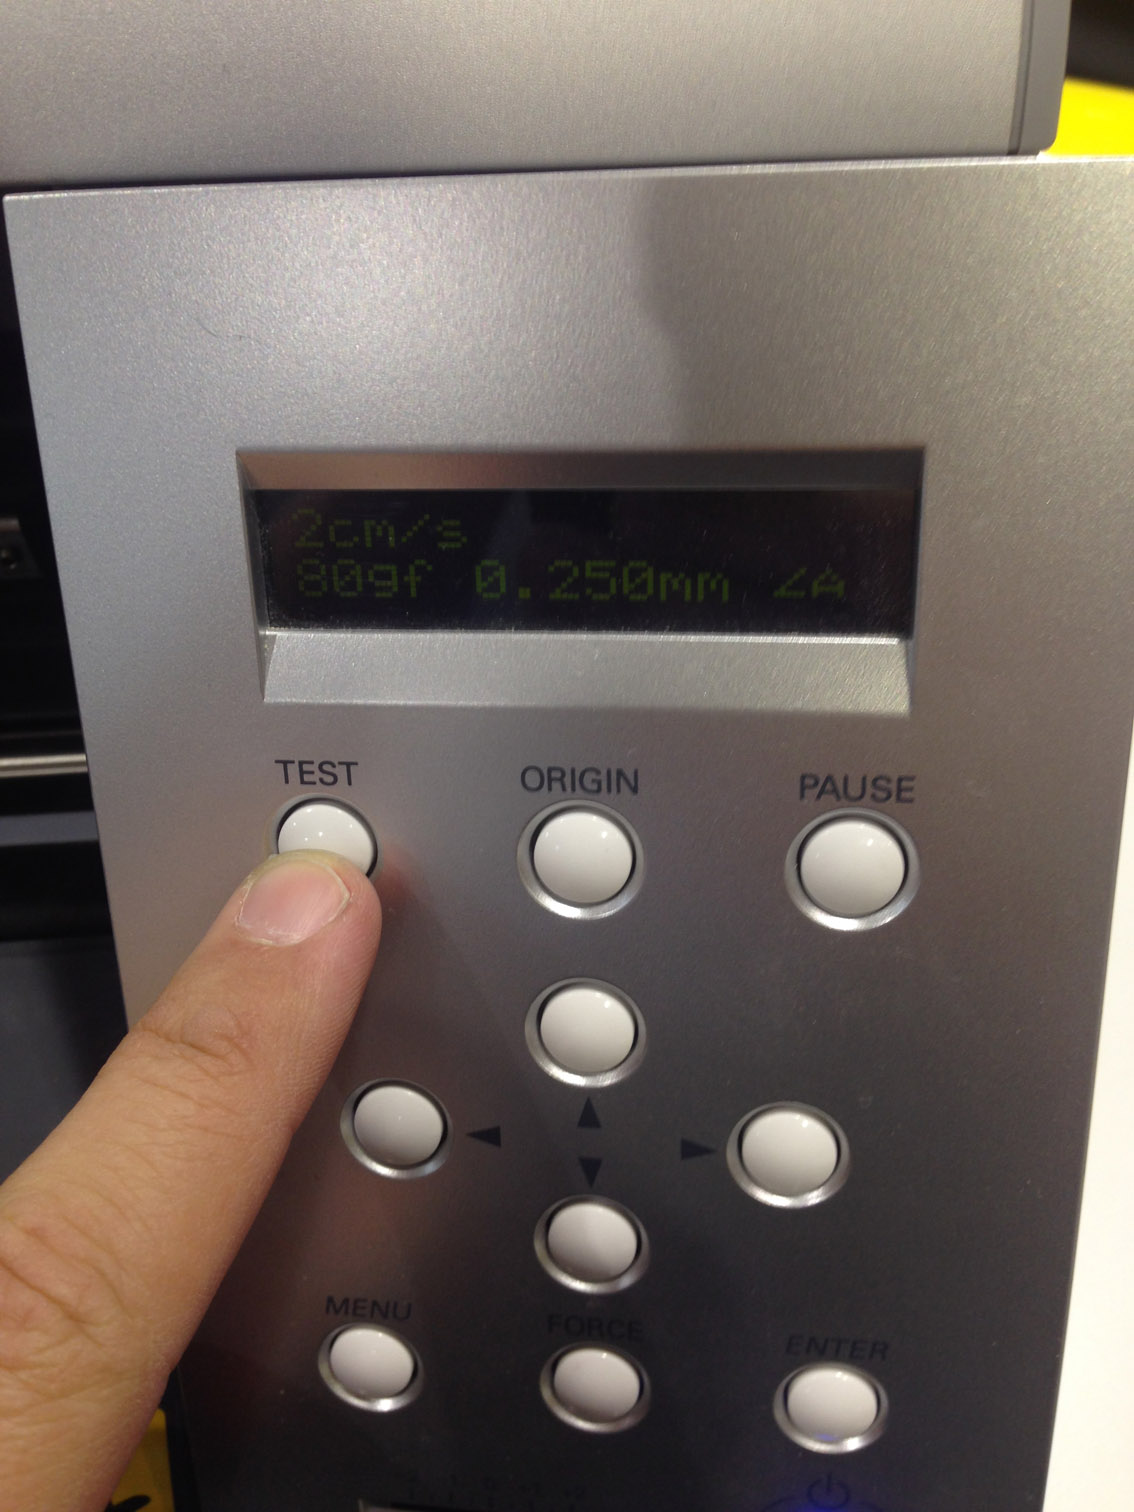 2cm/s
80gf 0.250mm ∠A
TEST ORIGIN PAUSE
MENU FORCE ENTER